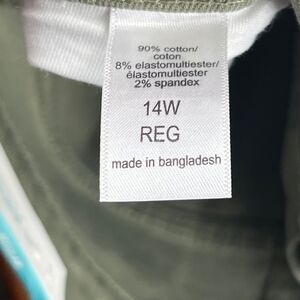 90% cotton/
coton
8% elastomultiester/
élastomultiester/
2% spandex
14W
REG
made in bangladesh